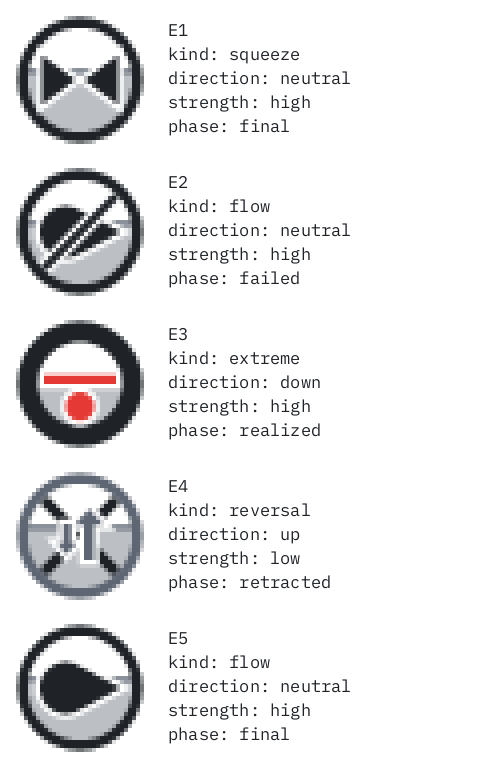 E1
kind: squeeze
direction: neutral
strength: high
phase: final
E2
kind: flow
direction: neutral
strength: high
phase: failed
E3
kind: extreme
direction: down
strength: high
phase: realized
E4
kind: reversal
direction: up
strength: low
phase: retracted
E5
kind: flow
direction: neutral
strength: high
phase: final